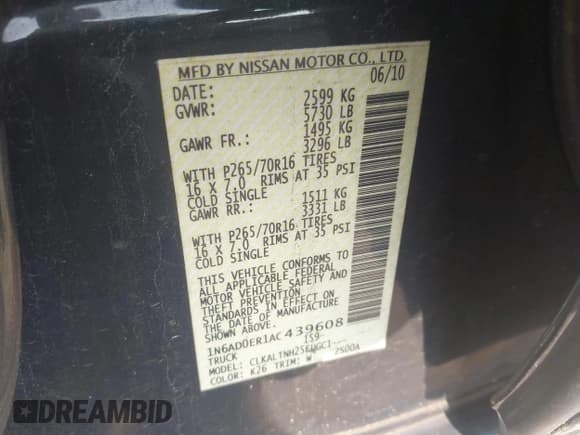 MFD BY NISSAN MOTOR CO., LTD.
DATE: 06/10
GVWR: 2599 KG
5730 LB
GAWR FR.: 1495 KG
3296 LB
WITH P265/70R16 TIRES
16 X 7.0 RIMS AT 35 PSI
COLD SINGLE
GAWR RR.: 1511 KG
3331 LB
WITH P265/70R16 TIRES
16 X 7.0 RIMS AT 35 PSI
COLD SINGLE
THIS VEHICLE CONFORMS TO
ALL APPLICABLE FEDERAL
MOTOR VEHICLE SAFETY AND
THEFT PREVENTION
STANDARDS IN EFFECT ON
THE DATE OF MANUFACTURE
SHOWN ABOVE.
1N6AD0ER1AC439608
TRUCK 159
MODEL:
COLOR: K26 TRIM: W 2S00A
DREAMBID